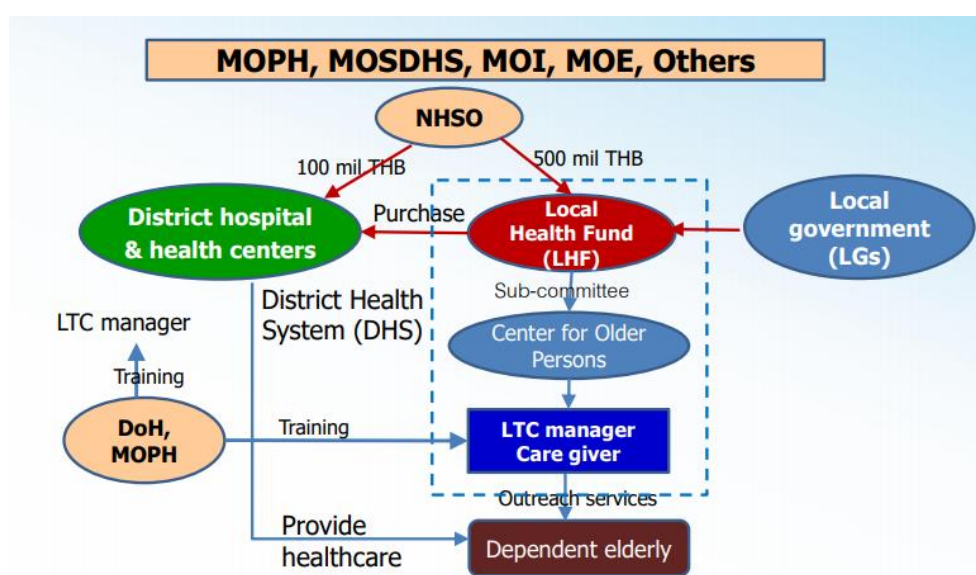 MOPH, MOSDHS, MOI, MOE, Others
NHSO
100 mil THB
500 mil THB
District hospital
& health centers
Purchase
Local
Health Fund
(LHF)
Local
government
(LGs)
District Health
System (DHS)
Sub-committee
LTC manager
Center for Older
Persons
Training
DoH,
MOPH
Training
LTC manager
Care giver
Outreach services
Provide
healthcare
Dependent elderly